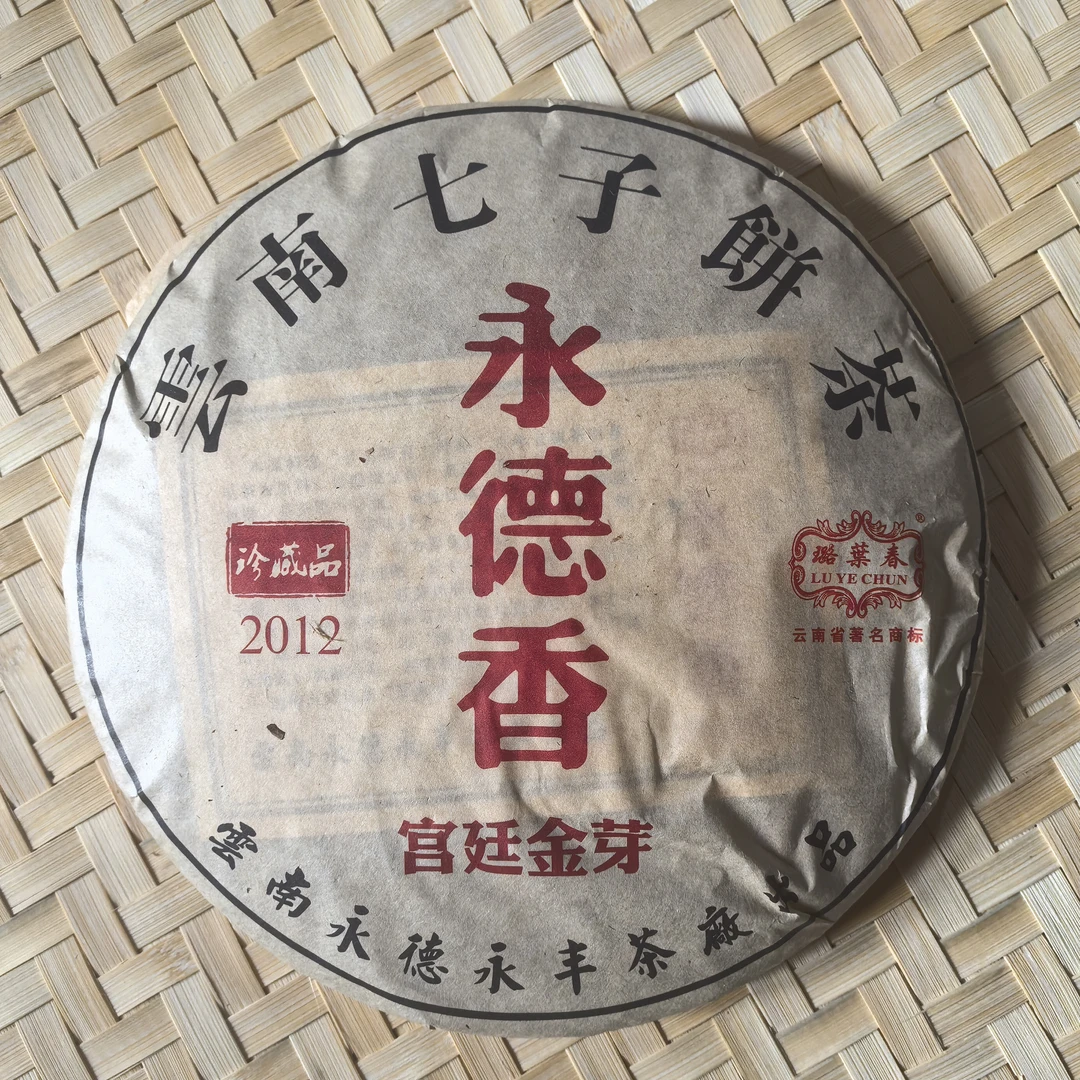 雲南七子餅茶
永德香
珍藏品
2012
璐葉春®
LU YE CHUN
云南省著名商标
宫廷金芽
雲南永德永丰茶廠出品